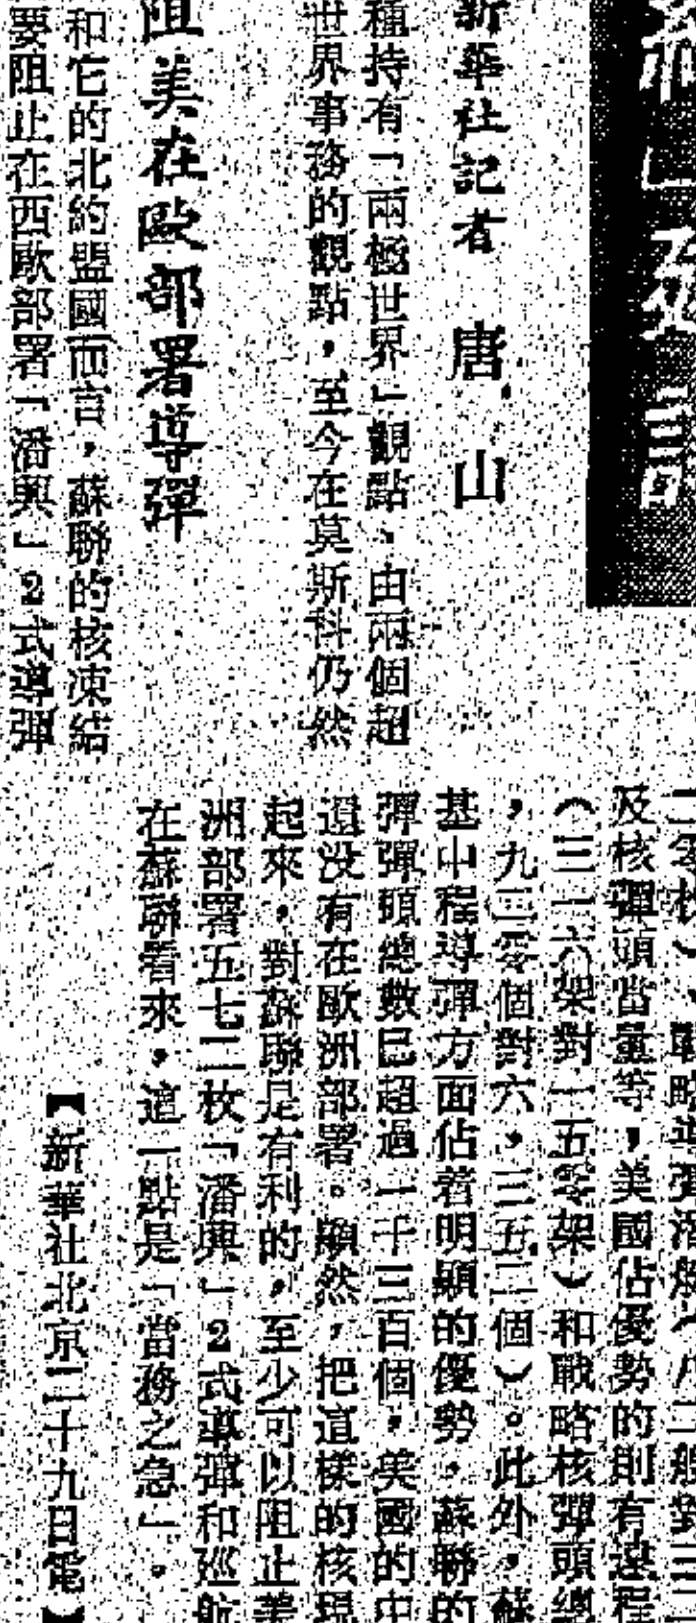 新華社記者 唐山
種持有「兩極世界」觀點、由兩個超
世界事務的觀點，至今在莫斯科仍然
阻美在歐部署導彈
和它的北約盟國而言，蘇聯的核凍結
要阻止在西歐部署「潘興」2式導彈
及核彈頭當量等，美國佔優勢的則有遠程
（三一六架對一五零架）和戰略核彈頭總
，九三零個對六，三五二個）。此外，蘇
基中程導彈方面佔着明顯的優勢。蘇聯的
彈彈頭總數已超過一千三百個，美國的中
還沒有在歐洲部署。顯然，把這樣的核現
起來，對蘇聯是有利的，至少可以阻止美
洲部署五七二枚「潘興」2式導彈和巡航
在蘇聯看來，這一點是「當務之急」。
【新華社北京二十九日電】